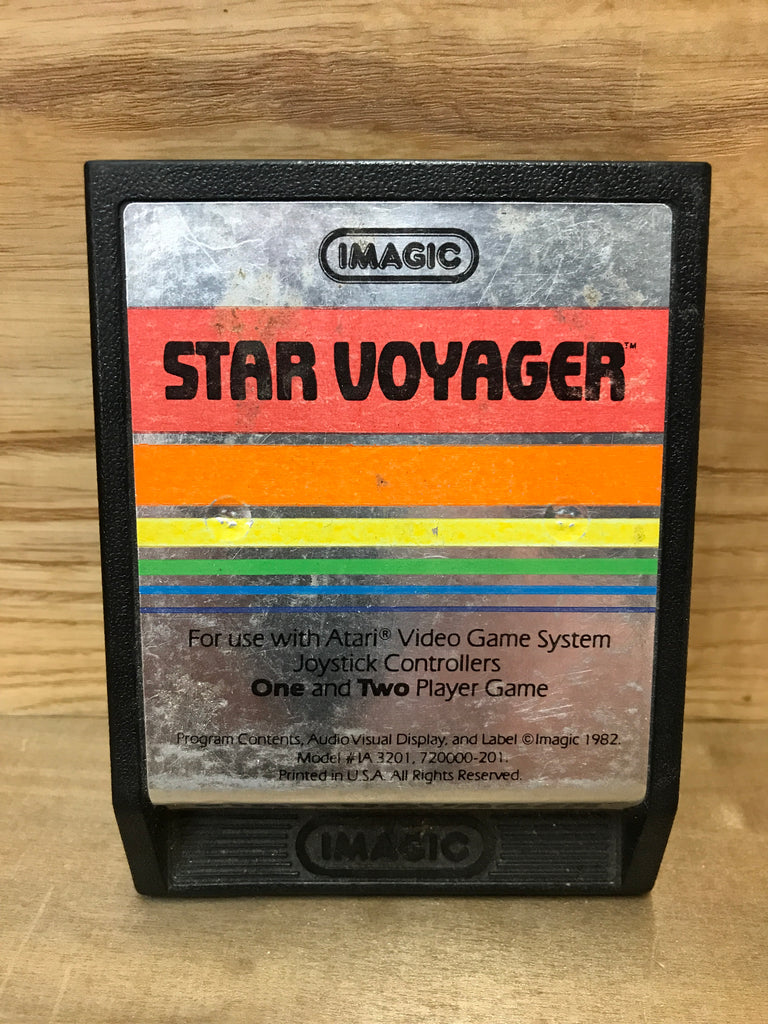 IMAGIC
STAR VOYAGER™
For use with Atari® Video Game System
Joystick Controllers
One and Two Player Game
Program Contents, Audio Visual Display, and Label © Imagic 1982.
Model # IA 3201, 720000-201.
Printed in U.S.A. All Rights Reserved.
IMAGIC